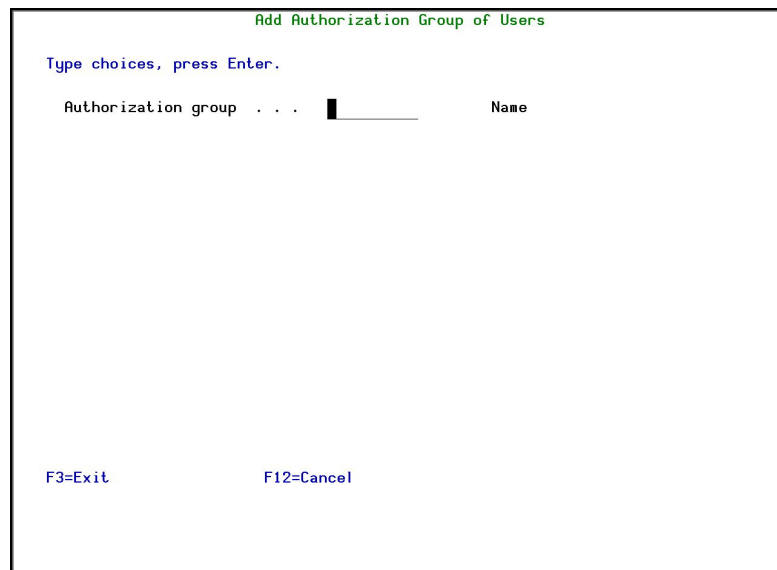 Add Authorization Group of Users
Type choices, press Enter.
Authorization group . . . Name
F3=Exit F12=Cancel